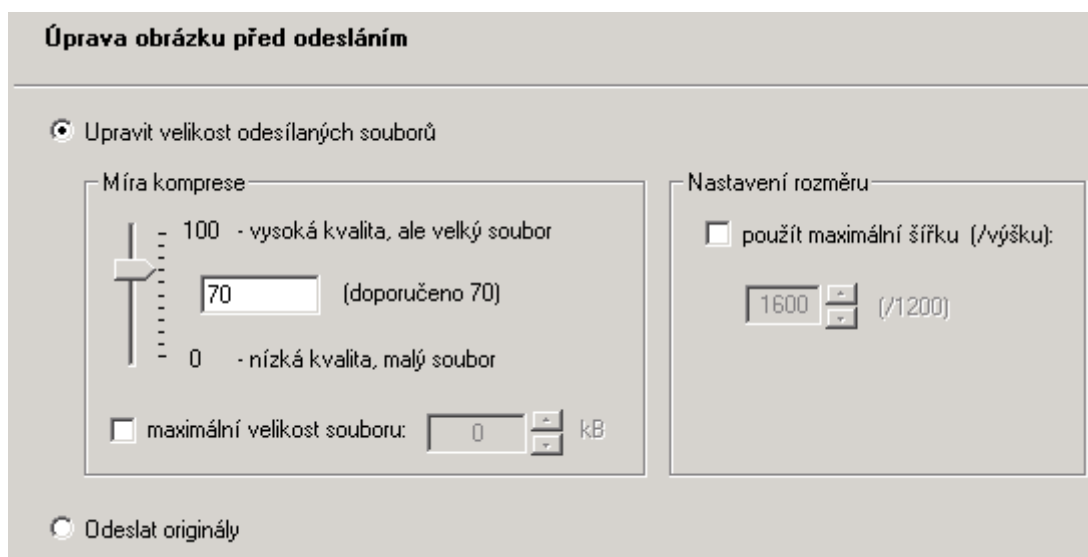 Úprava obrázku před odesláním
Upravit velikost odesílaných souborů
Míra komprese
100 - vysoká kvalita, ale velký soubor
70 (doporučeno 70)
0 - nízká kvalita, malý soubor
maximální velikost souboru: 0 kB
Nastavení rozměru
použít maximální šířku (/výšku):
1600 (/1200)
Odeslat originály